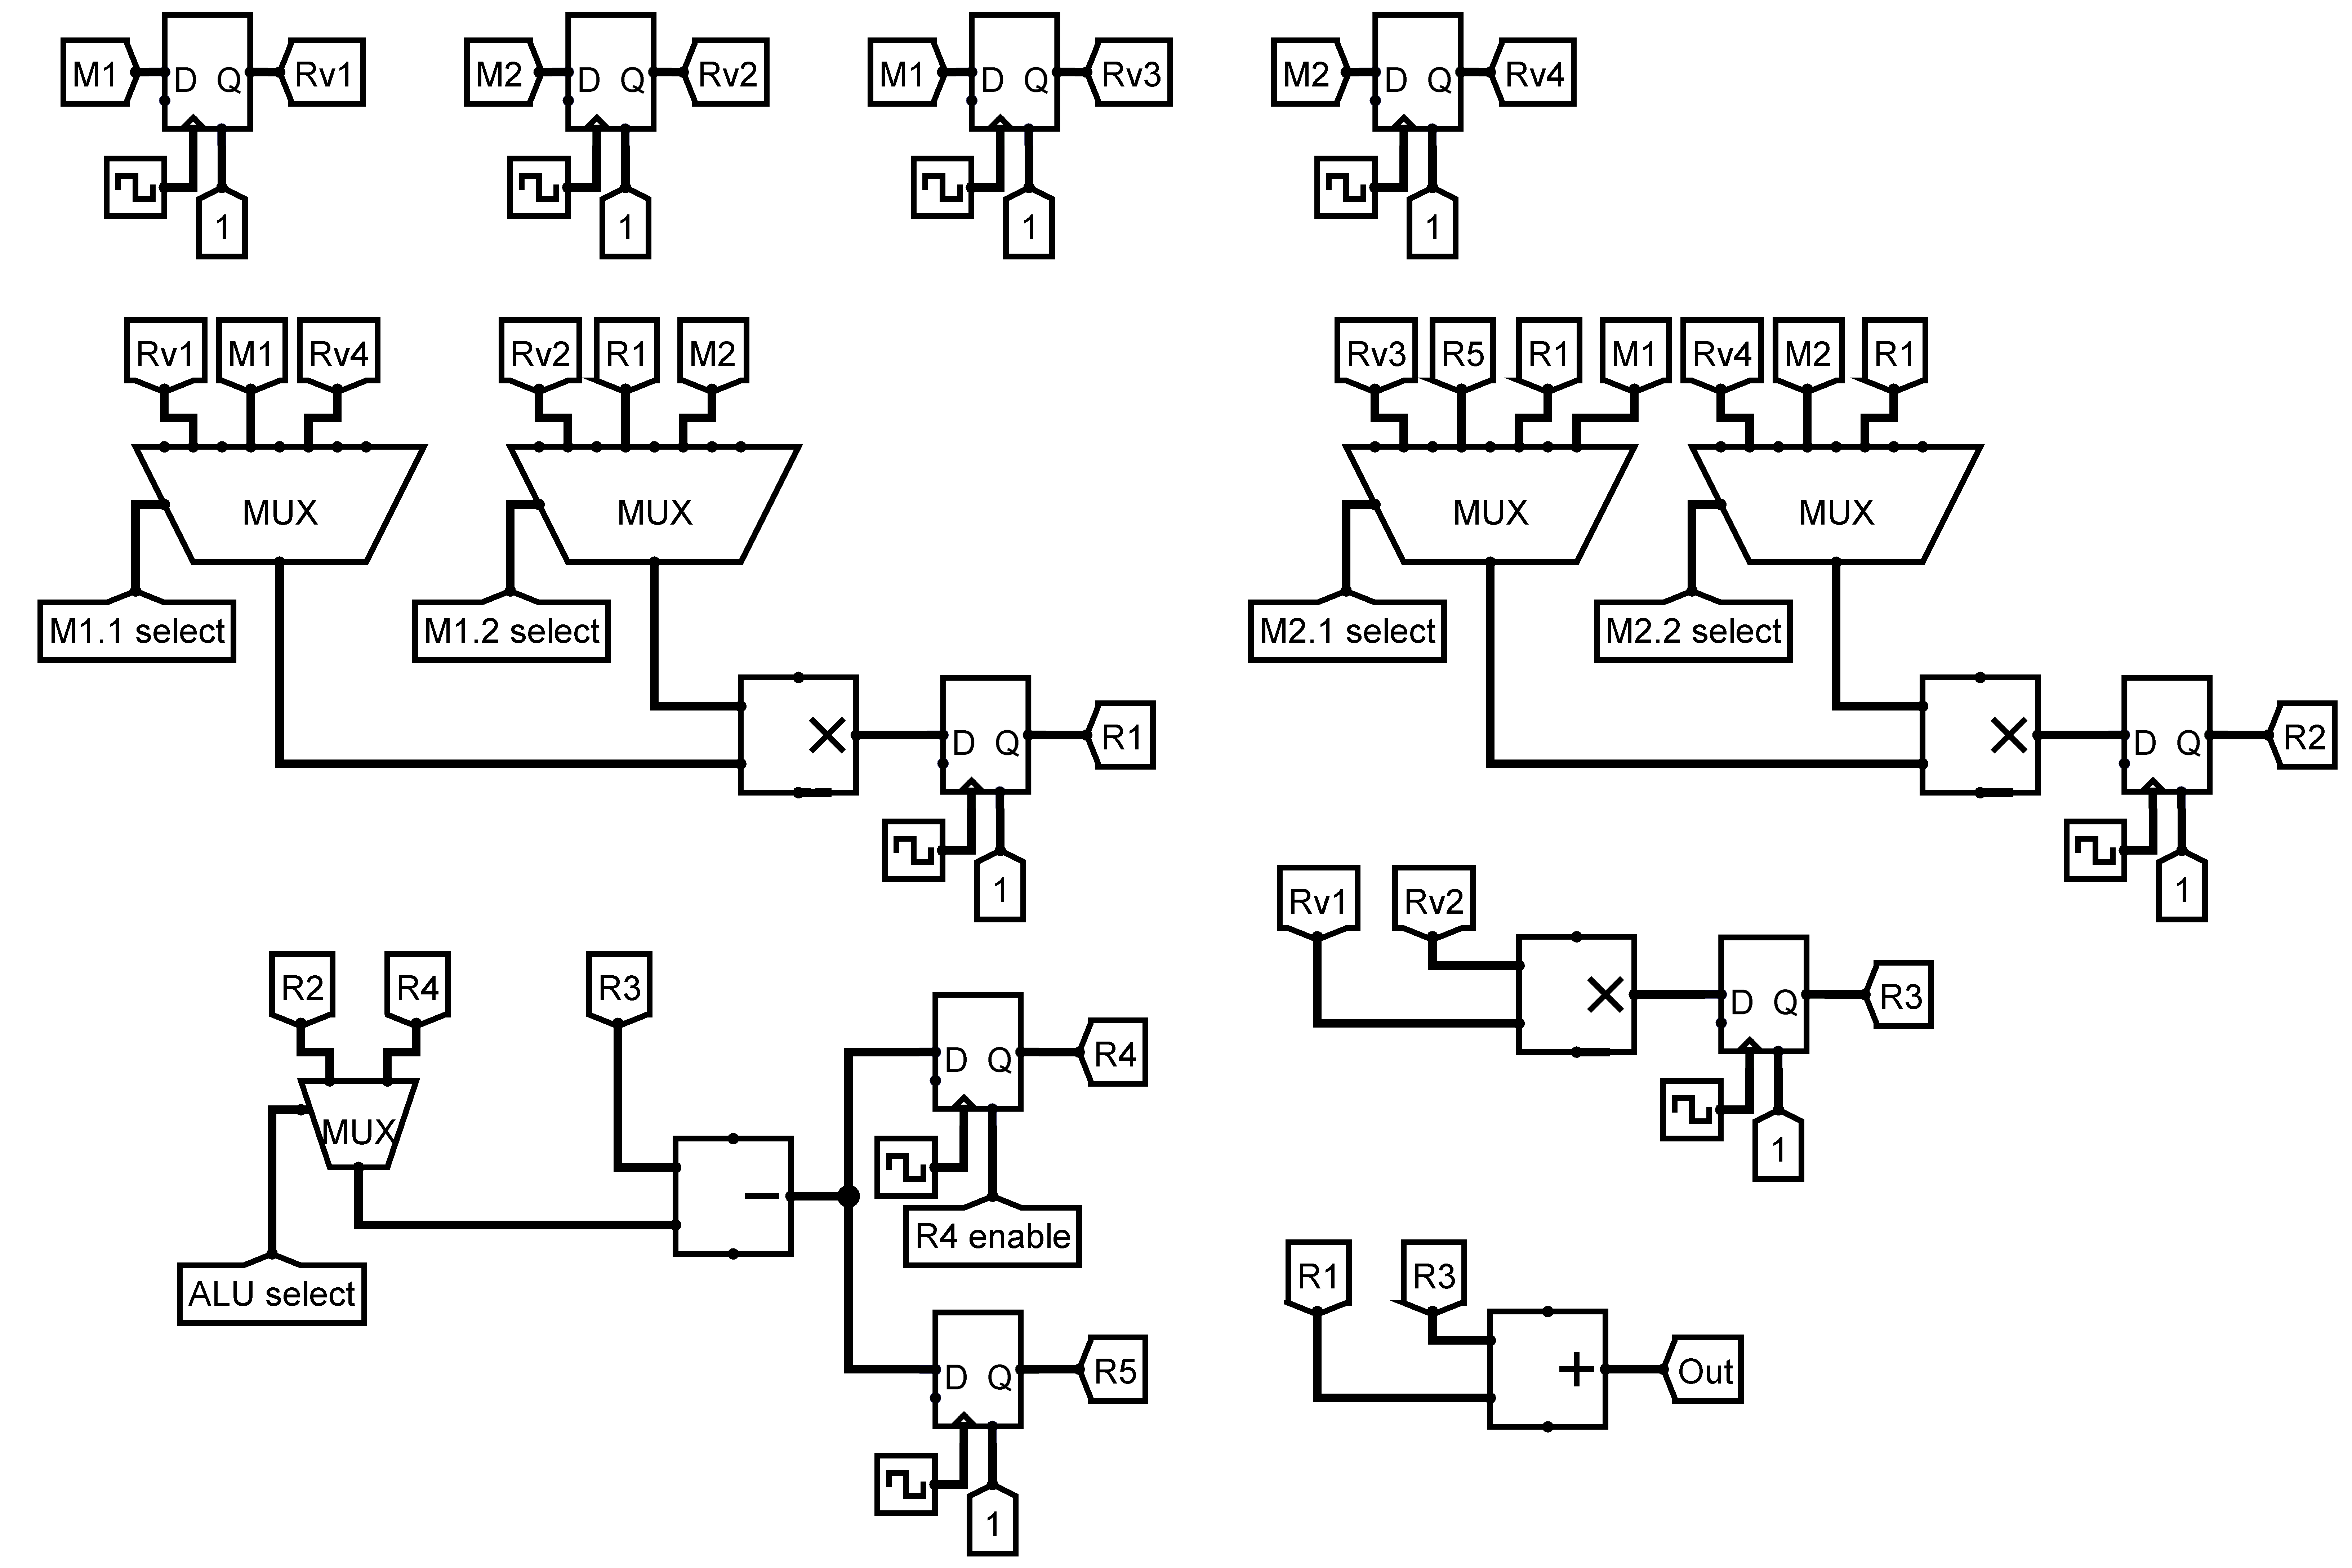 M1 D Q Rv1 M2 D Q Rv2 M1 D Q Rv3 M2 D Q Rv4
1 1 1 1
Rv1 M1 Rv4 Rv2 R1 M2 Rv3 R5 R1 M1 Rv4 M2 R1
MUX MUX MUX MUX
M1.1 select M1.2 select M2.1 select M2.2 select
× D Q R1 × D Q R2
1 1
Rv1 Rv2
R2 R4 R3 × D Q R3
D Q R4
MUX 1
−
R4 enable
ALU select R1 R3
D Q R5 + Out
1